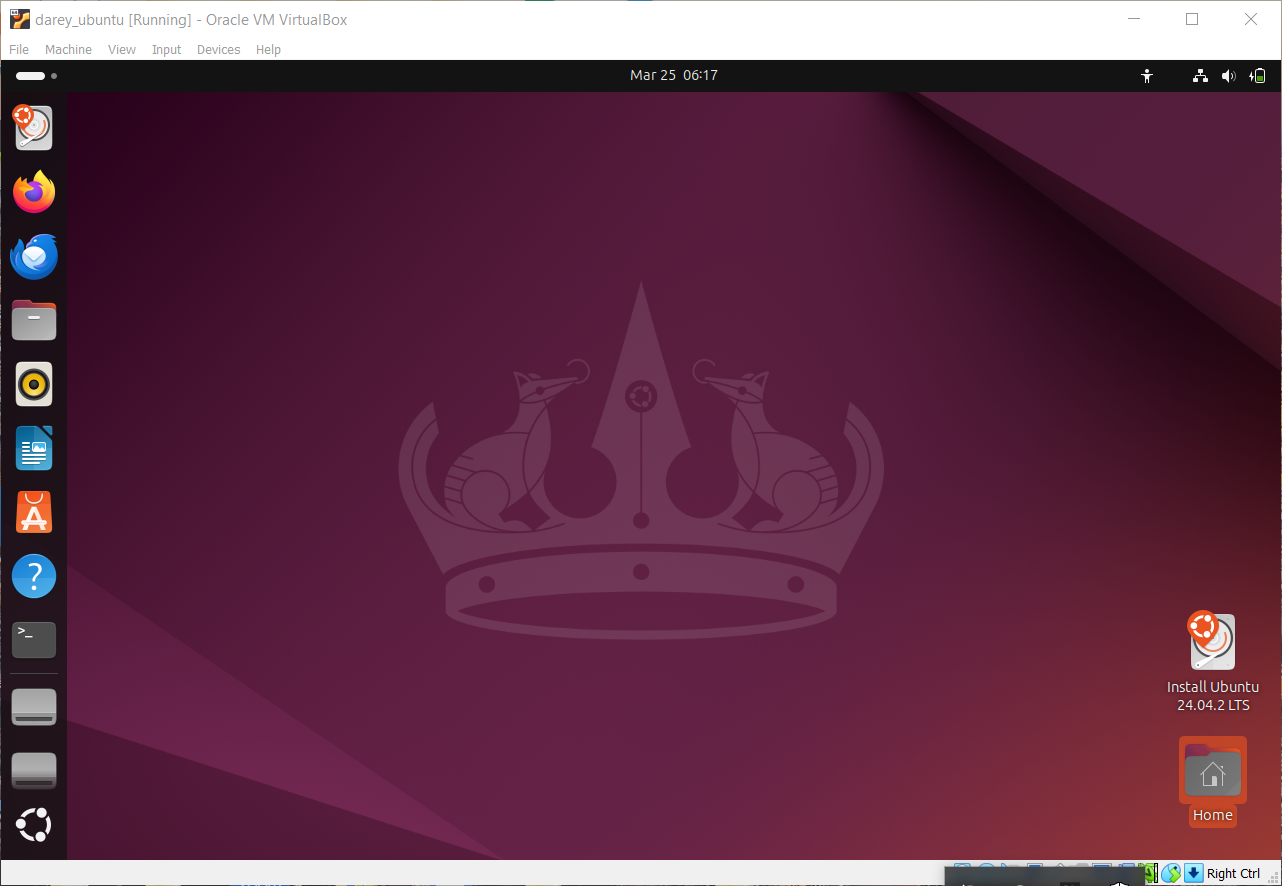 darey_ubuntu [Running] - Oracle VM VirtualBox
File Machine View Input Devices Help
Mar 25 06:17
>_
?
Install Ubuntu
24.04.2 LTS
Home
Right Ctrl